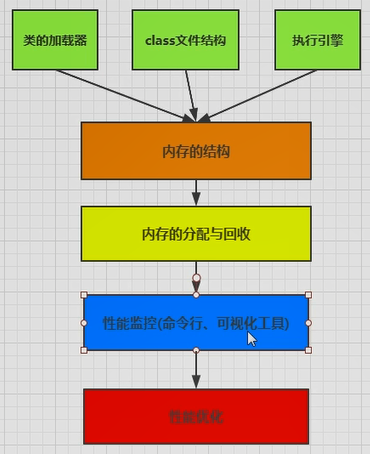 类的加载器
class文件结构
执行引擎
内存的结构
内存的分配与回收
性能监控(命令行、可视化工具)
性能优化